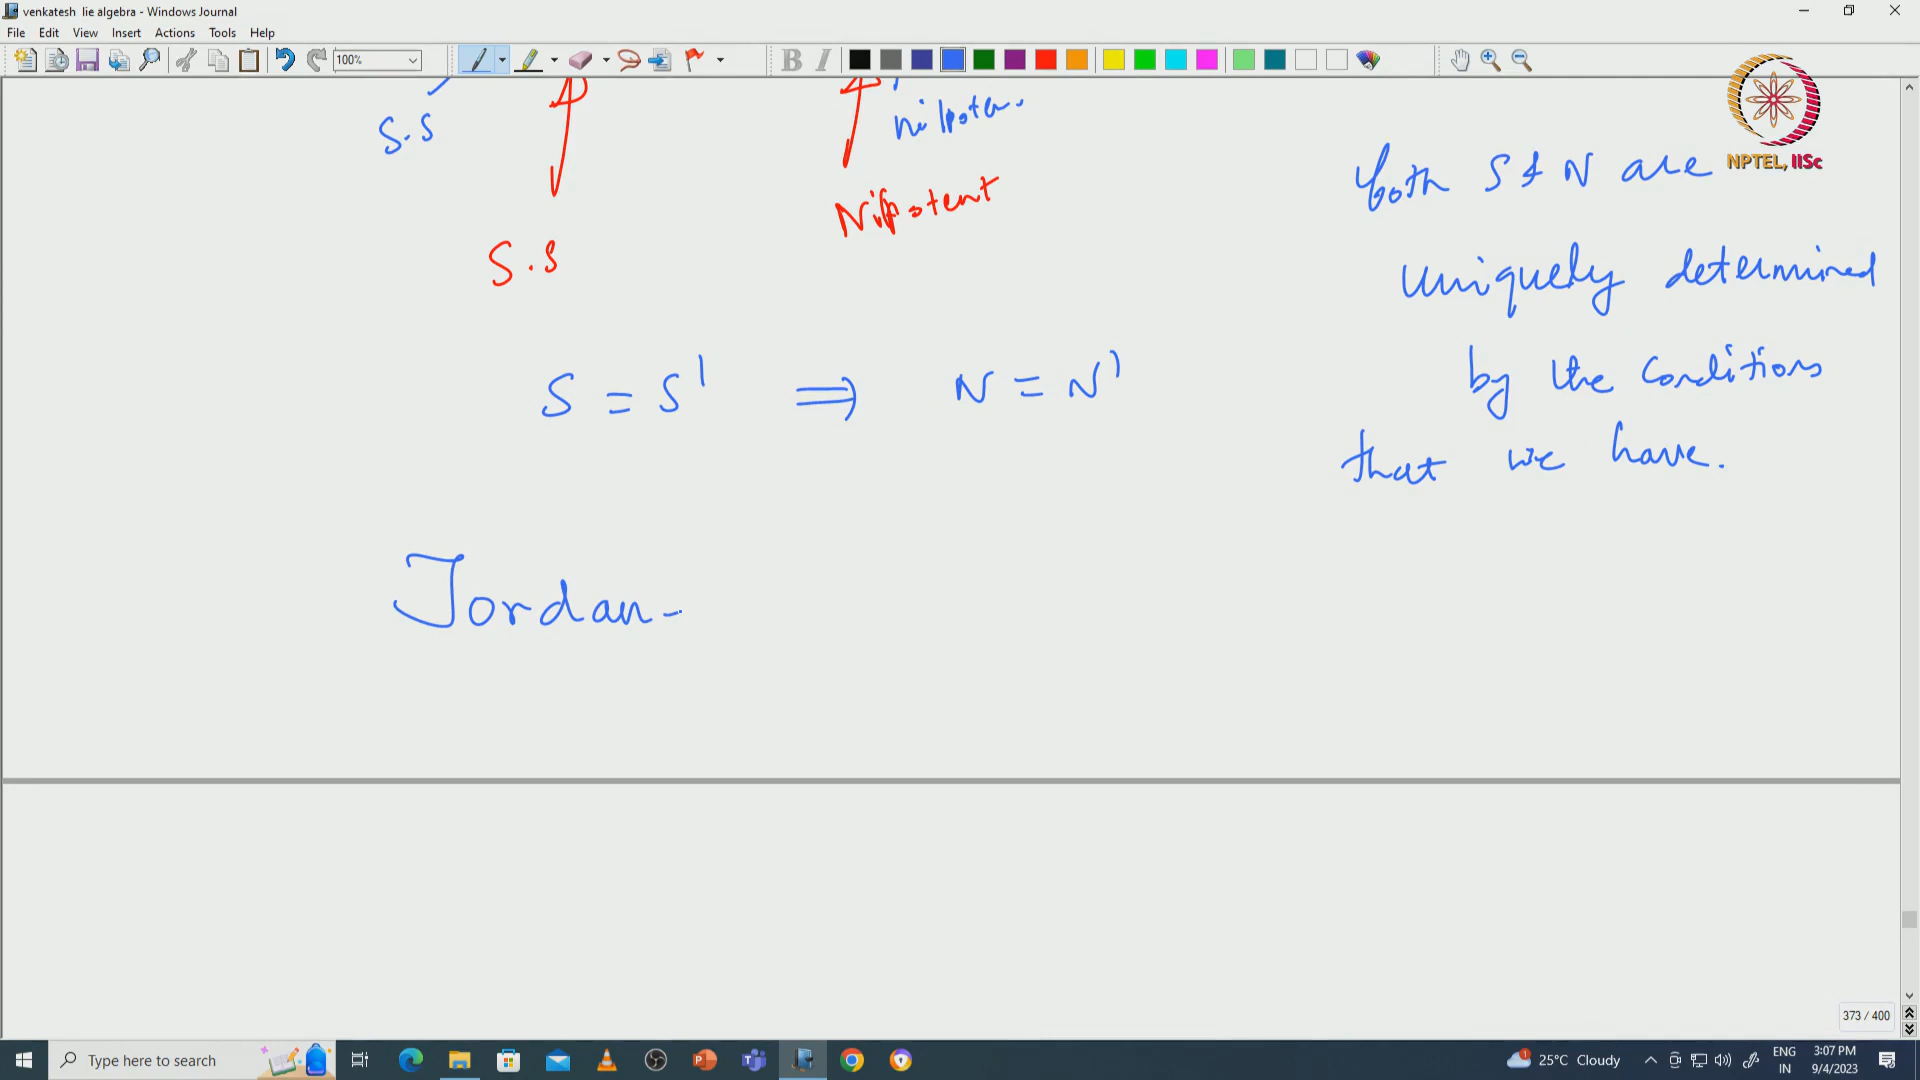 venkatesh lie algebra - Windows Journal
File Edit View Insert Actions Tools Help
100%
B I
NPTEL, IISc
S.S
nilpoten.
Nilpotent
S.S
both S & N are
uniquely determined
by the conditions
that we have.
S = S' ⟹ N = N'
Jordan -
373 / 400
Type here to search
25°C Cloudy
ENG
IN
3:07 PM
9/4/2023